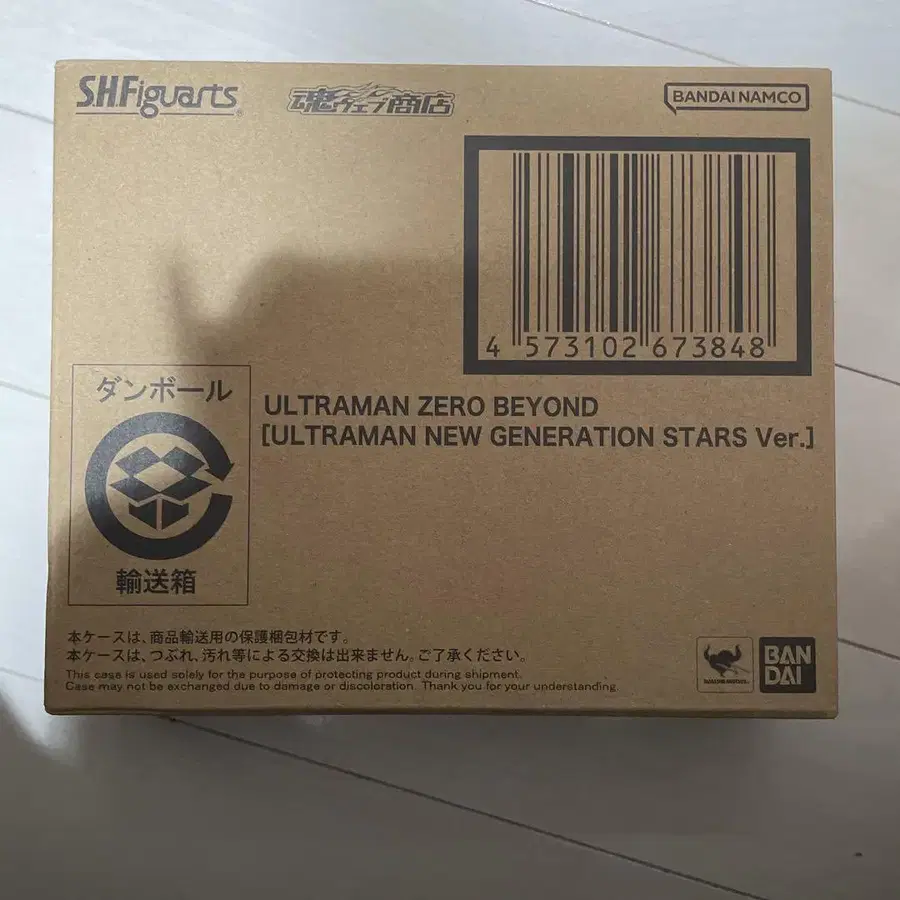 S.H.Figuarts
魂ウェブ商店
BANDAI NAMCO
4 573102 673848
ダンボール
輸送箱
ULTRAMAN ZERO BEYOND
[ULTRAMAN NEW GENERATION STARS Ver.]
本ケースは、商品輸送用の保護梱包材です。
本ケースは、つぶれ、汚れ等による交換は出来ません。ご了承ください。
This case is used solely for the purpose of protecting product during shipment.
Case may not be exchanged due to damage or discoloration. Thank you for your understanding.
BAN
DAI